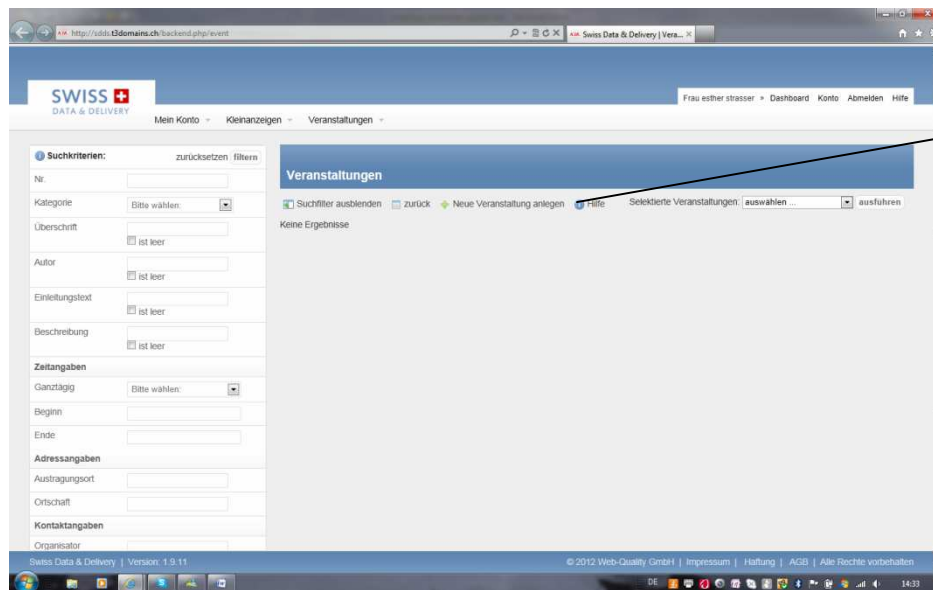 http://sdds.t3domains.ch/backend.php/event
Swiss Data & Delivery | Vera...
SWISS
DATA & DELIVERY
Frau esther strasser Dashboard Konto Abmelden Hilfe
Mein Konto Kleinanzeigen Veranstaltungen
Suchkriterien: zurücksetzen filtern
Nr.
Kategorie Bitte wählen:
Überschrift
ist leer
Autor
ist leer
Einleitungstext
ist leer
Beschreibung
ist leer
Zeitangaben
Ganztägig Bitte wählen:
Beginn
Ende
Adressangaben
Austragungsort
Ortschaft
Kontaktangaben
Organisator
Veranstaltungen
Suchfilter ausblenden zurück Neue Veranstaltung anlegen Hilfe Selektierte Veranstaltungen: auswählen ... ausführen
Keine Ergebnisse
Swiss Data & Delivery | Version: 1.9.11
© 2012 Web-Quality GmbH | Impressum | Haftung | AGB | Alle Rechte vorbehalten
DE 14:33